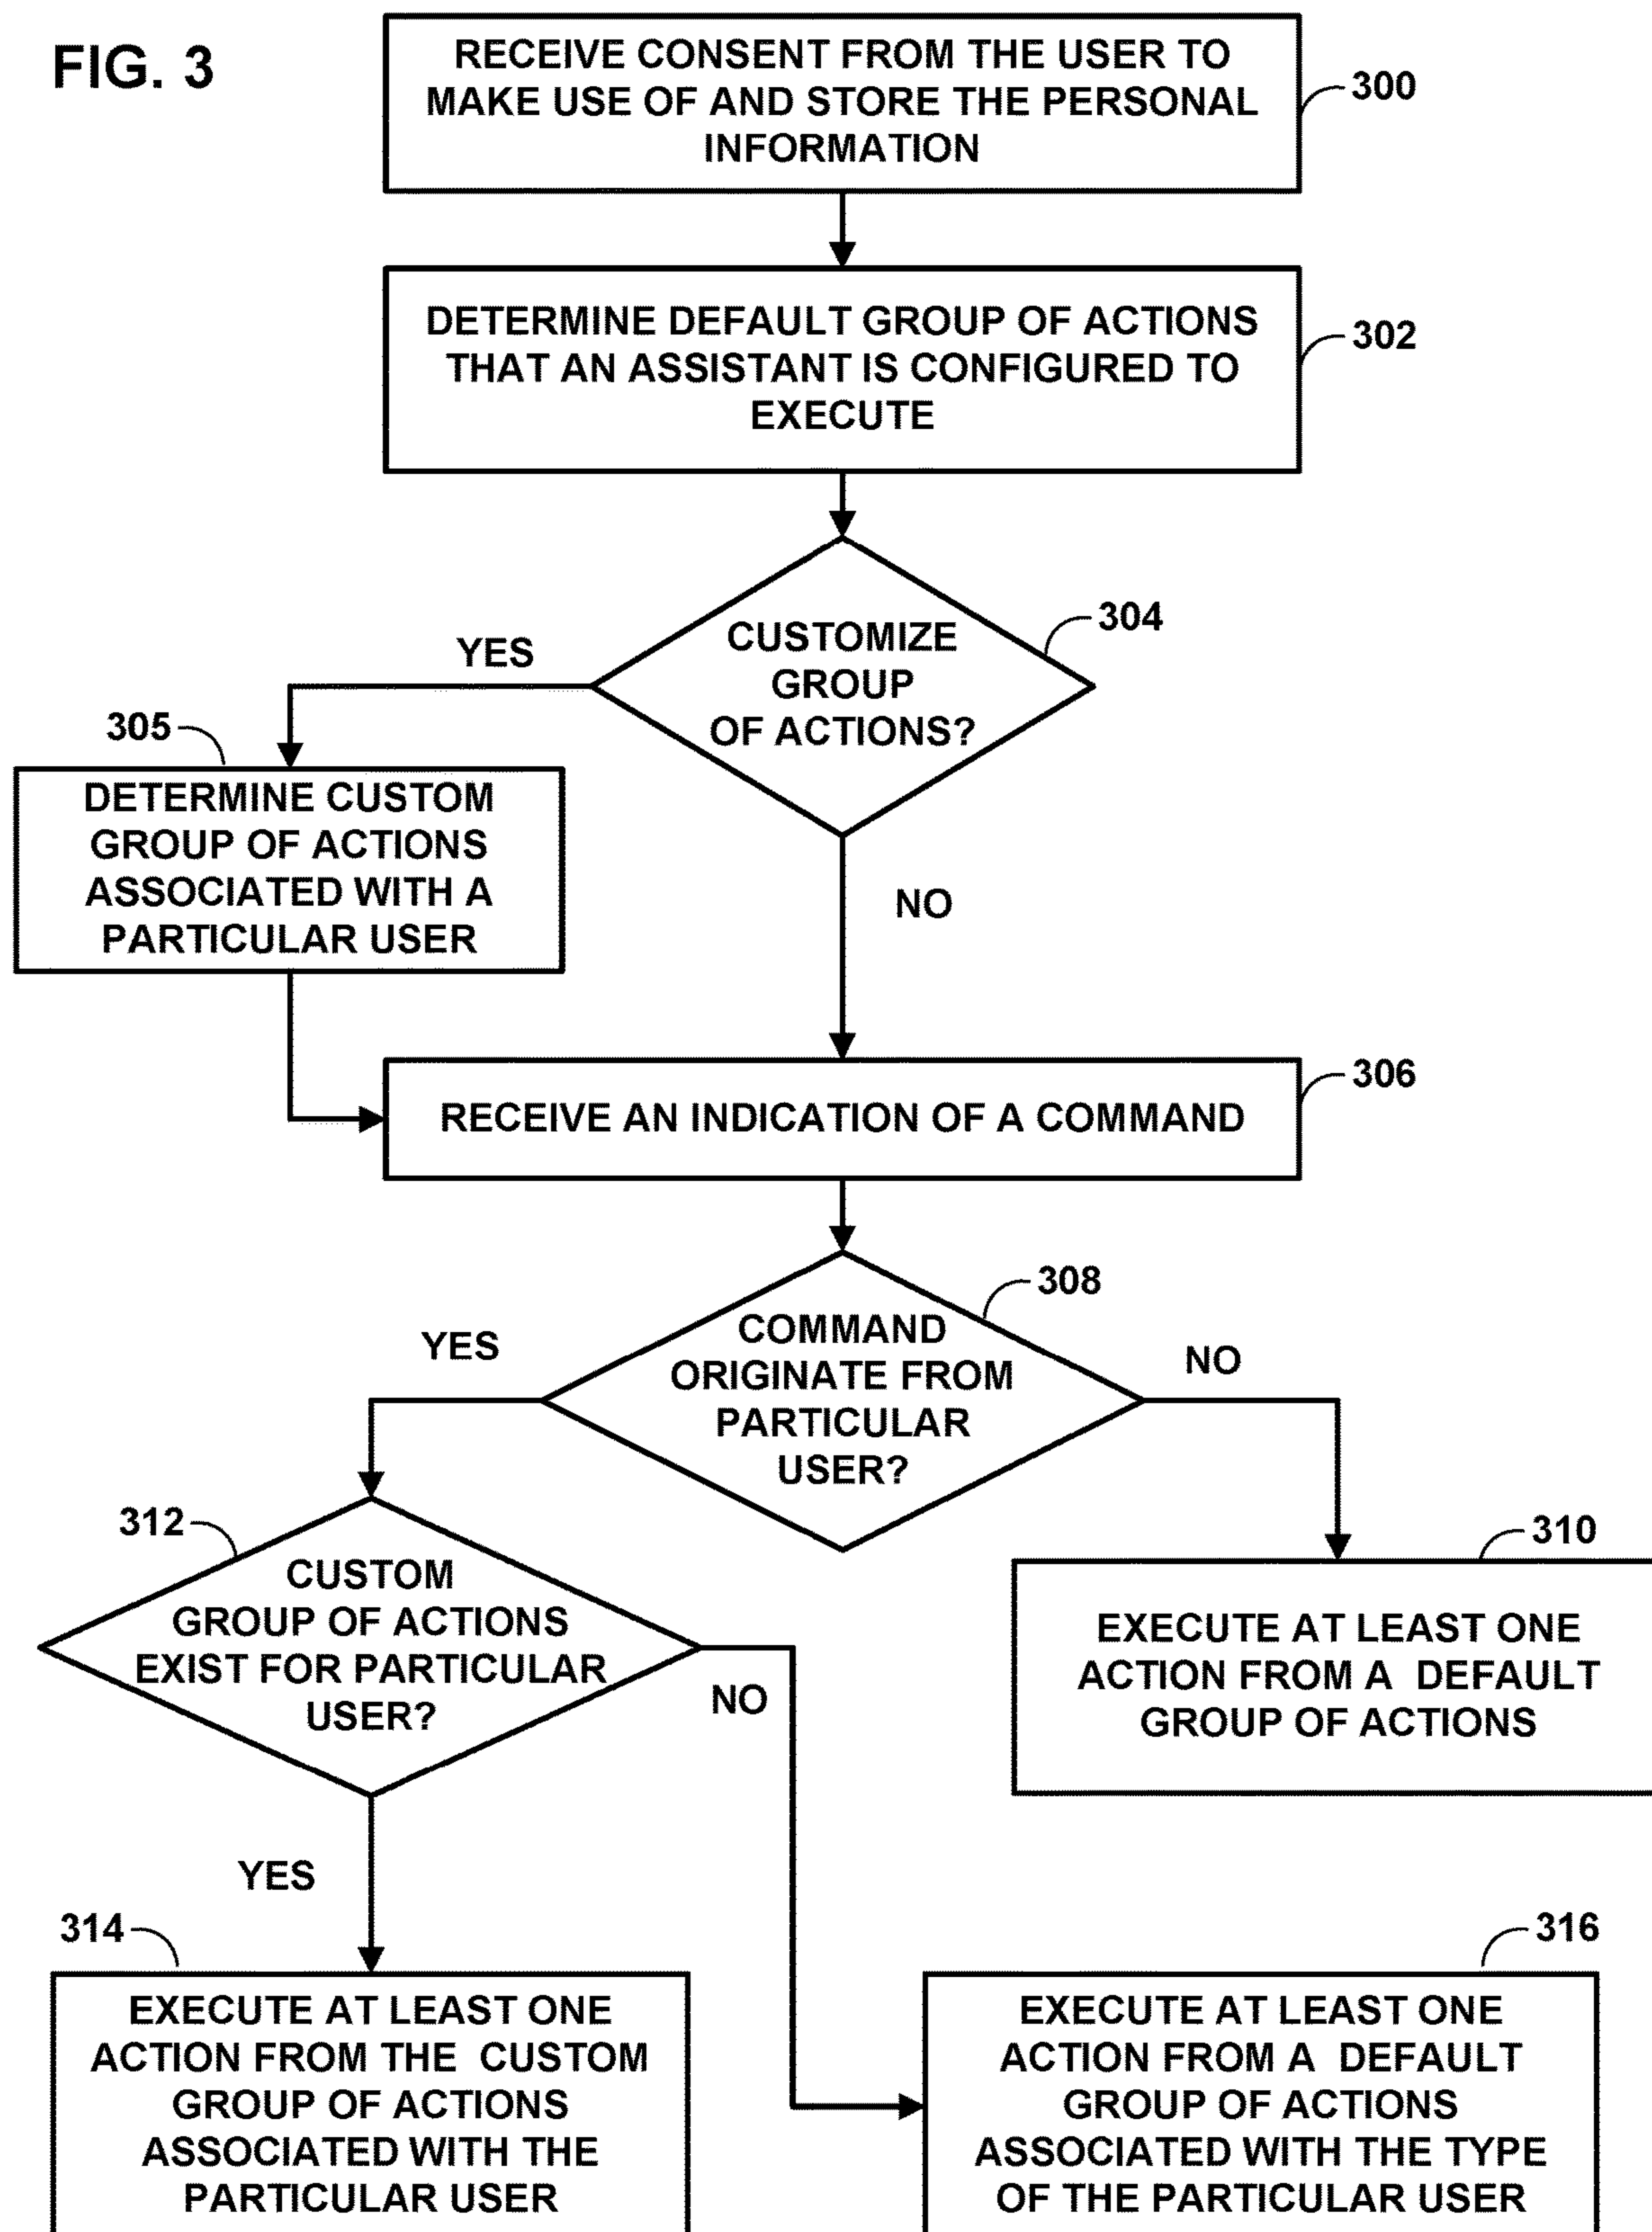 FIG. 3
RECEIVE CONSENT FROM THE USER TO
MAKE USE OF AND STORE THE PERSONAL
INFORMATION
300
DETERMINE DEFAULT GROUP OF ACTIONS
THAT AN ASSISTANT IS CONFIGURED TO
EXECUTE
302
CUSTOMIZE
GROUP
OF ACTIONS?
304
YES
305
DETERMINE CUSTOM
GROUP OF ACTIONS
ASSOCIATED WITH A
PARTICULAR USER
NO
RECEIVE AN INDICATION OF A COMMAND
306
COMMAND
ORIGINATE FROM
PARTICULAR
USER?
308
YES
NO
312
CUSTOM
GROUP OF ACTIONS
EXIST FOR PARTICULAR
USER?
NO
310
EXECUTE AT LEAST ONE
ACTION FROM A DEFAULT
GROUP OF ACTIONS
YES
314
EXECUTE AT LEAST ONE
ACTION FROM THE CUSTOM
GROUP OF ACTIONS
ASSOCIATED WITH THE
PARTICULAR USER
316
EXECUTE AT LEAST ONE
ACTION FROM A DEFAULT
GROUP OF ACTIONS
ASSOCIATED WITH THE TYPE
OF THE PARTICULAR USER